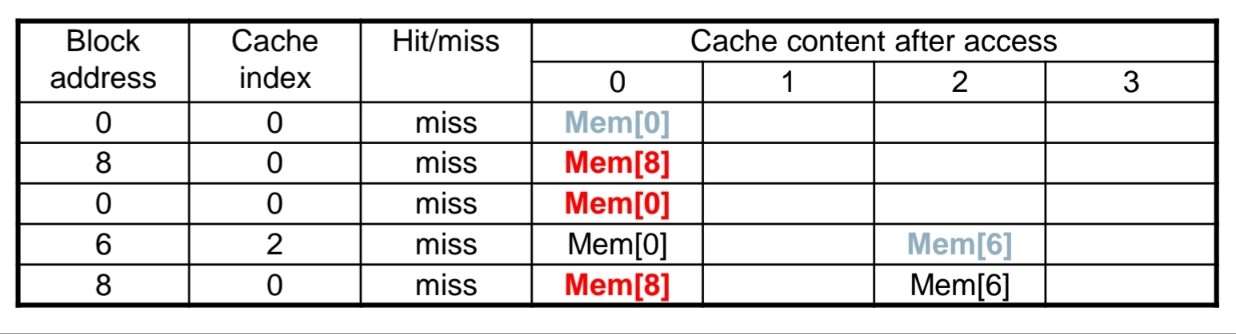 Block address Cache index Hit/miss Cache content after access
0 1 2 3
0 0 miss Mem[0]
8 0 miss Mem[8]
0 0 miss Mem[0]
6 2 miss Mem[0] Mem[6]
8 0 miss Mem[8] Mem[6]